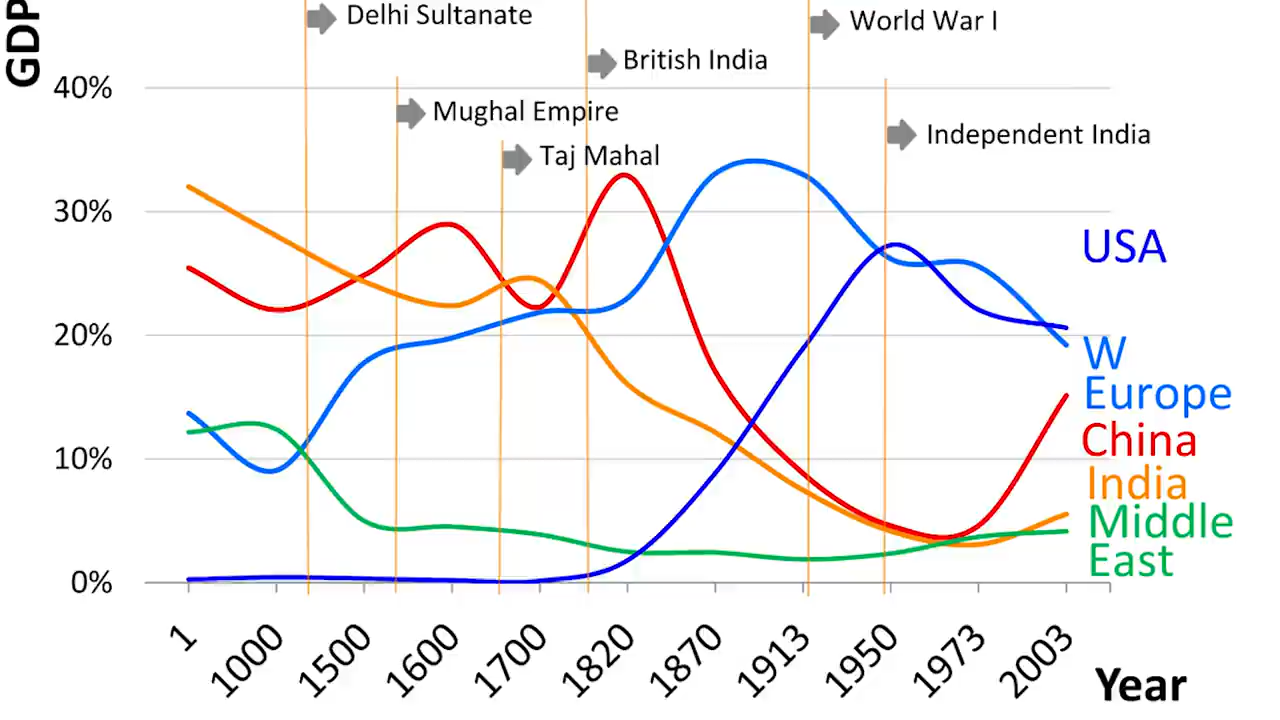 GDP
Delhi Sultanate
World War I
British India
40%
Mughal Empire
Independent India
Taj Mahal
30%
USA
20%
W
Europe
China
10%
India
Middle
East
0%
1
1000
1500
1600
1700
1820
1870
1913
1950
1973
2003
Year